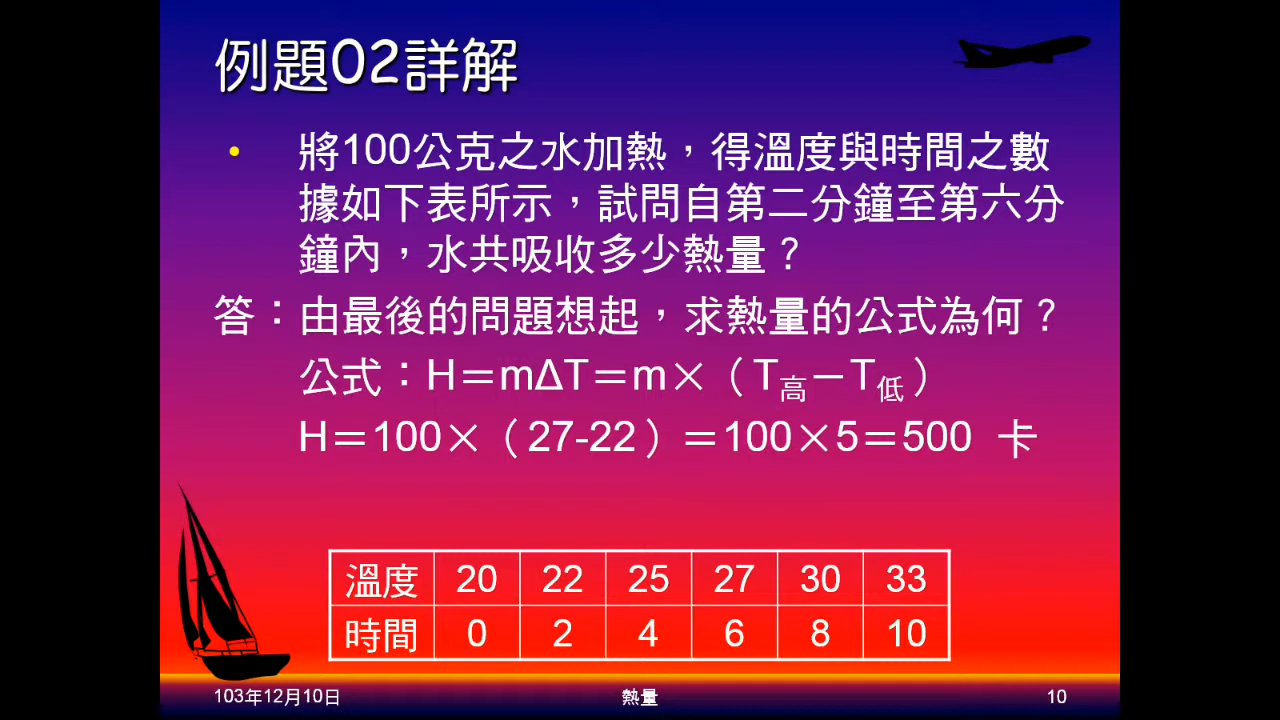 例題02詳解
• 將100公克之水加熱，得溫度與時間之數
據如下表所示，試問自第二分鐘至第六分
鐘內，水共吸收多少熱量？
答：由最後的問題想起，求熱量的公式為何？
公式：H＝mΔT＝m×（T高－T低）
H＝100×（27-22）＝100×5＝500 卡
溫度 20 22 25 27 30 33
時間 0 2 4 6 8 10
103年12月10日 熱量 10